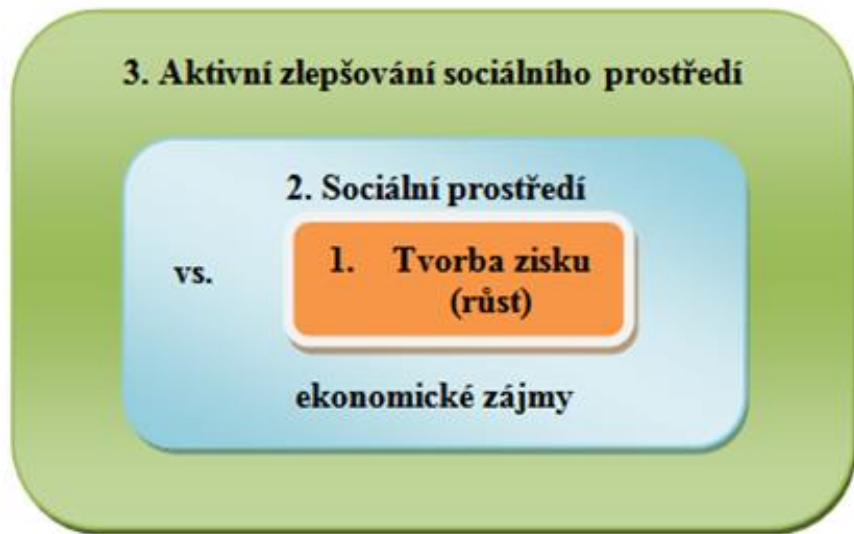 3. Aktivní zlepšování sociálního prostředí
2. Sociální prostředí
vs.
1. Tvorba zisku
(růst)
ekonomické zájmy